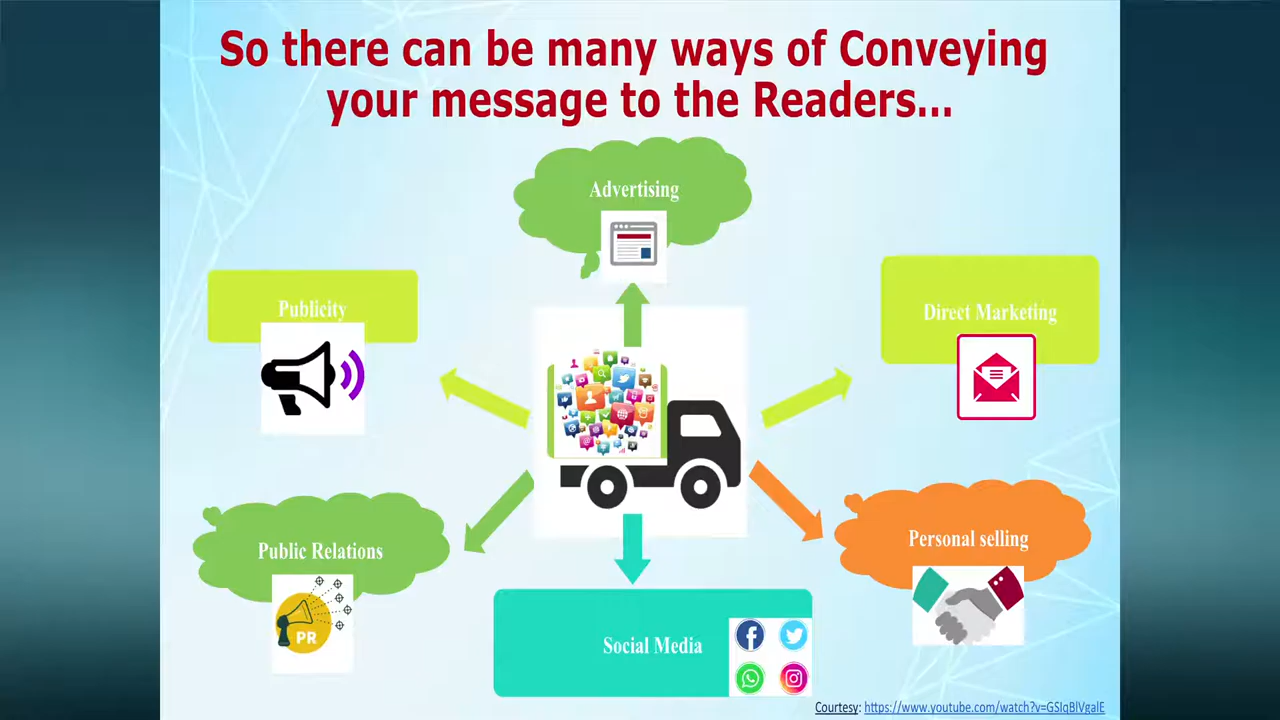 So there can be many ways of Conveying
your message to the Readers...
Advertising
Publicity
Direct Marketing
Public Relations
PR
Personal selling
Social Media
Courtesy: https://www.youtube.com/watch?v=GSIqBlVgalE